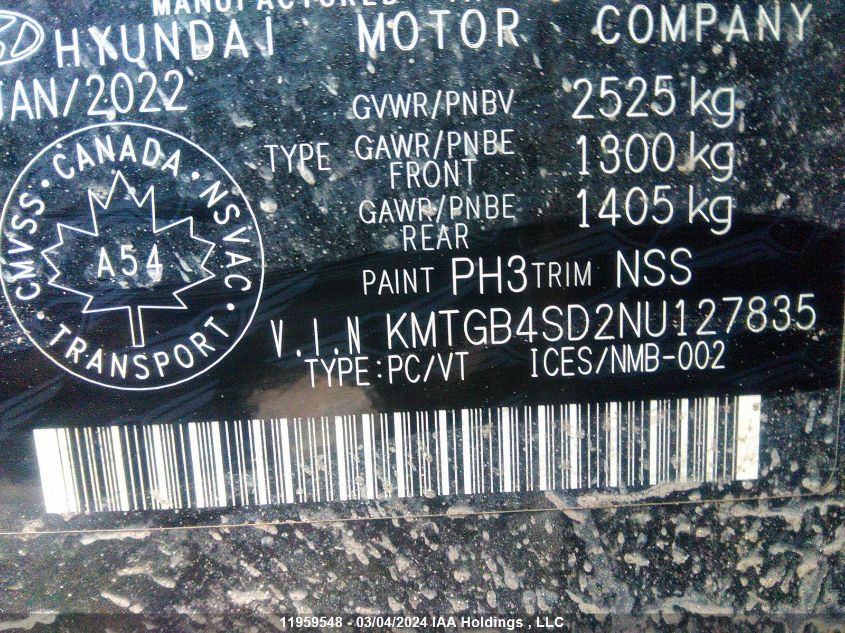 MANUFACTURED
HYUNDAI MOTOR COMPANY
JAN/2022
GVWR/PNBV 2525 kg
TYPE GAWR/PNBE 1300 kg
FRONT
GAWR/PNBE 1405 kg
REAR
PAINT PH3 TRIM NSS
V.I.N KMTGB4SD2NU127835
TYPE:PC/VT ICES/NMB-002
CANADA
CMVSS · NSVAC
A54
TRANSPORT
11959548 - 03/04/2024 IAA Holdings , LLC